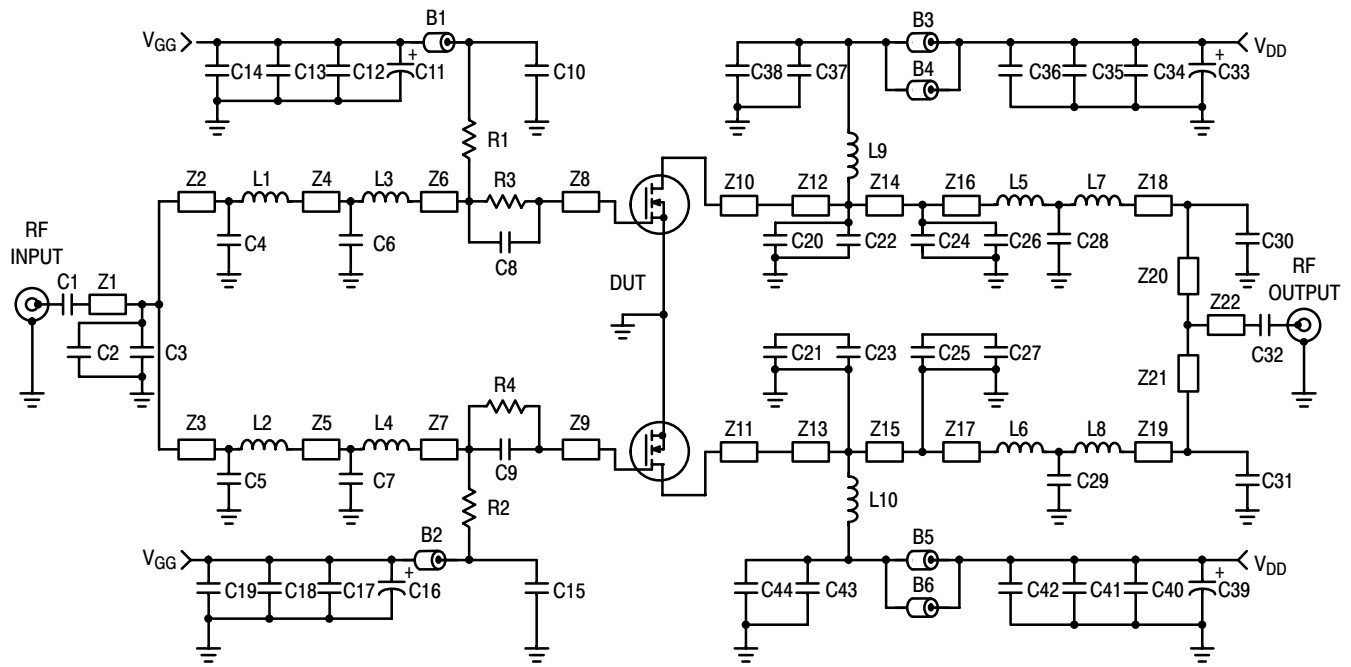 B1
B3
VGG
C14
C13
C12
+
C11
C10
C38
C37
B4
C36
C35
C34
+
C33
VDD
R1
L9
Z2
L1
Z4
L3
Z6
R3
Z8
Z10
Z12
Z14
Z16
L5
L7
Z18
RF
INPUT
C4
C6
C8
C20
C22
C24
C26
C28
C30
C1
Z1
DUT
Z20
Z22
RF
OUTPUT
C2
C3
C21
C23
C25
C27
C32
Z21
R4
Z3
L2
Z5
L4
Z7
Z9
Z11
Z13
Z15
Z17
L6
L8
Z19
C5
C7
C9
C29
C31
R2
L10
B2
B5
VGG
C19
C18
C17
+
C16
C15
C44
C43
B6
C42
C41
C40
+
C39
VDD